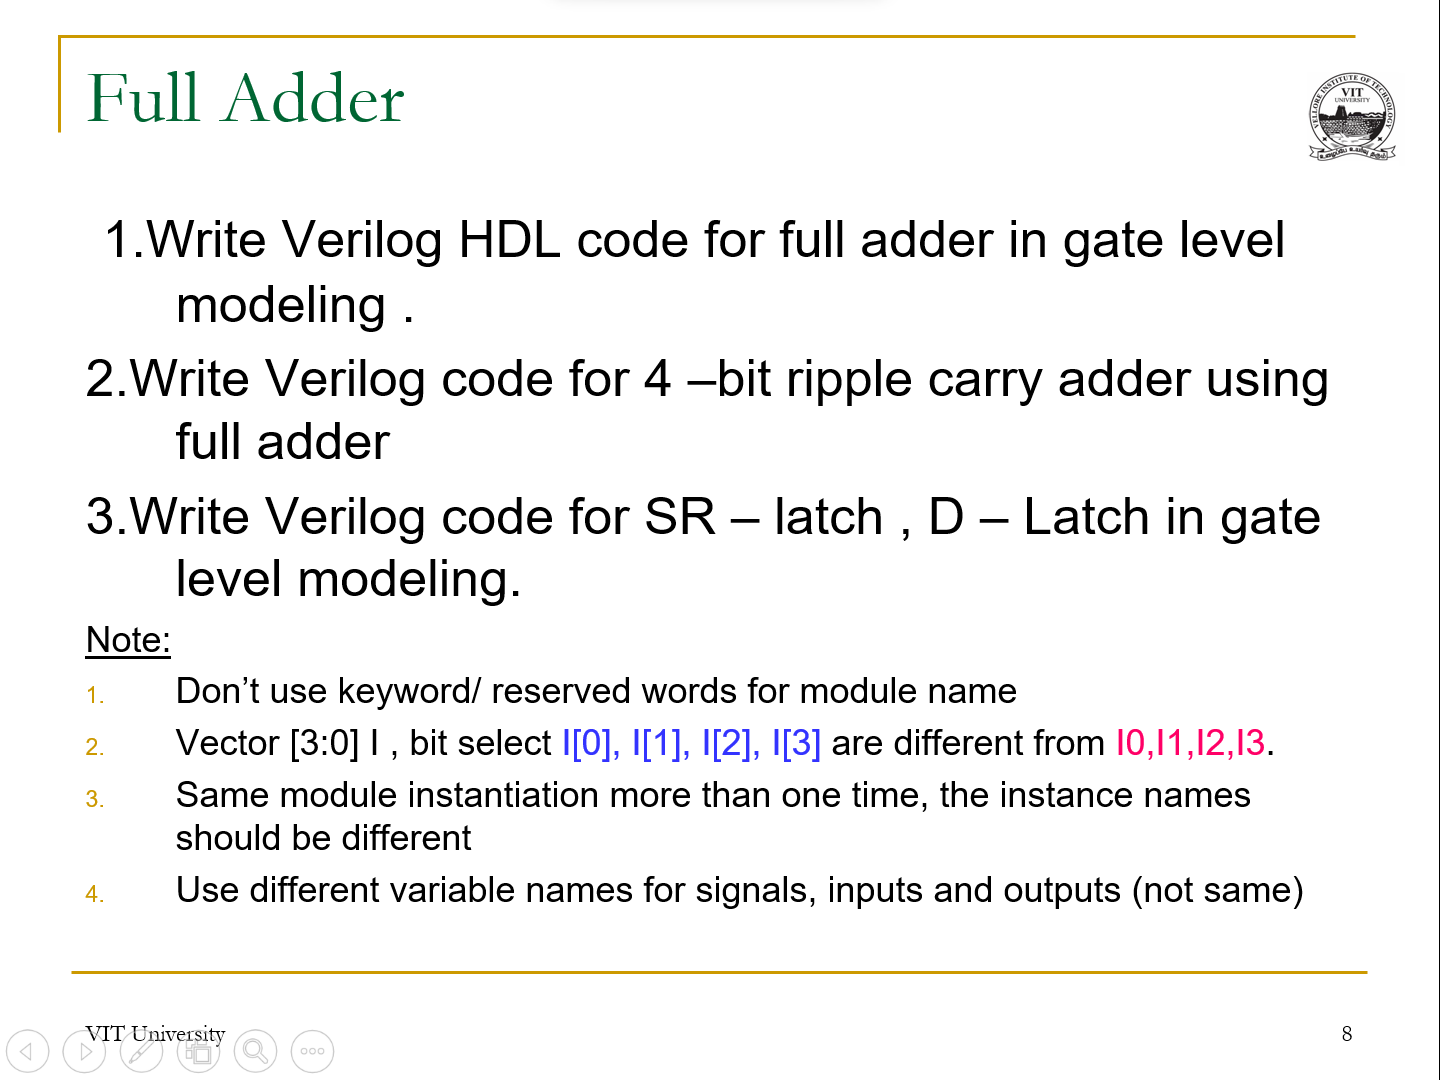 Full Adder
VELLORE INSTITUTE OF TECHNOLOGY
VIT
UNIVERSITY
1.Write Verilog HDL code for full adder in gate level
modeling .
2.Write Verilog code for 4 –bit ripple carry adder using
full adder
3.Write Verilog code for SR – latch , D – Latch in gate
level modeling.
Note:
1. Don’t use keyword/ reserved words for module name
2. Vector [3:0] I , bit select I[0], I[1], I[2], I[3] are different from I0,I1,I2,I3.
3. Same module instantiation more than one time, the instance names
should be different
4. Use different variable names for signals, inputs and outputs (not same)
VIT University
8